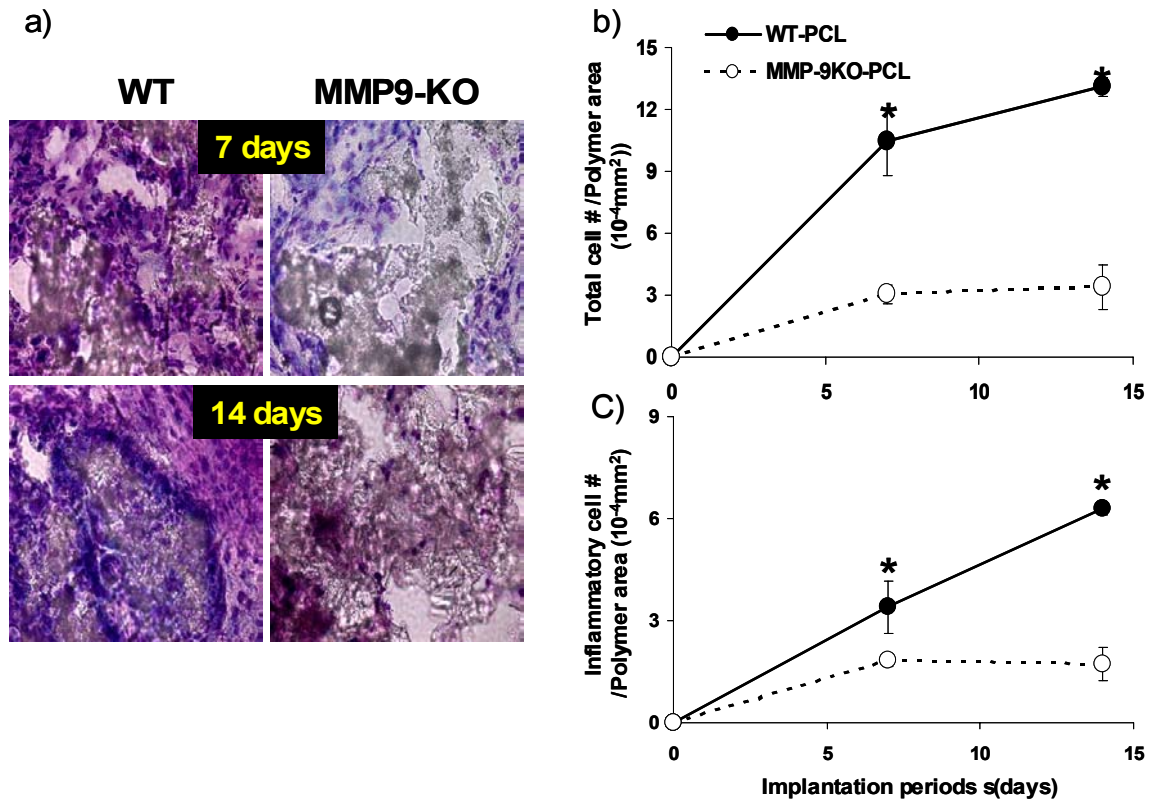 a)
WT
MMP9-KO
7 days
14 days
b)
WT-PCL
MMP-9KO-PCL
Total cell # /Polymer area
(10-4mm2))
15
12
9
6
3
0
0
5
10
15
*
*
C)
Inflammatory cell #
/Polymer area (10-4mm2)
9
6
3
0
0
5
10
15
*
*
Implantation periods s(days)